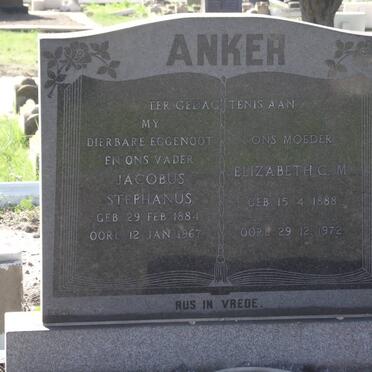 ANKER
TER GEDAGTENIS AAN
MY
DIERBARE EGGENOOT
EN ONS VADER
JACOBUS
STEPHANUS
GEB. 29 FEB. 1884
OORL. 12 JAN. 1967
ONS MOEDER
ELIZABETH C. M.
GEB. 15. 4. 1888
OORL. 29. 12. 1972
RUS IN VREDE.